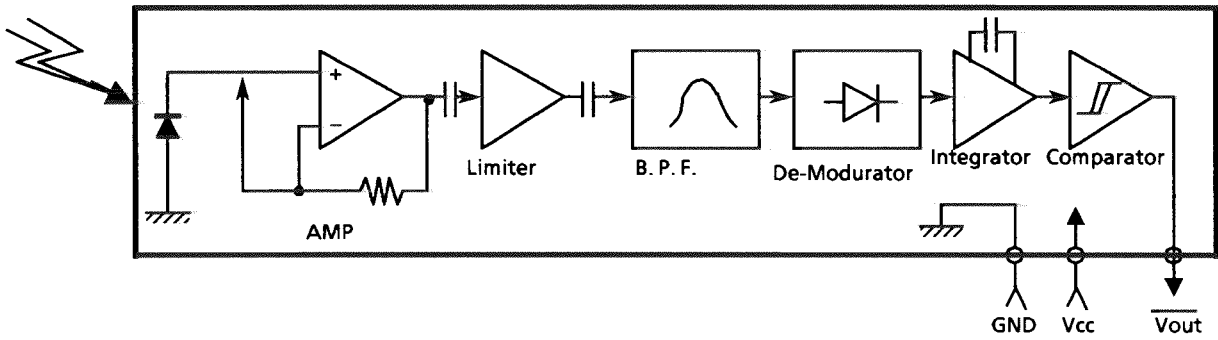 +
−
AMP
Limiter
B. P. F.
De-Modurator
Integrator
Comparator
GND
Vcc
Vout